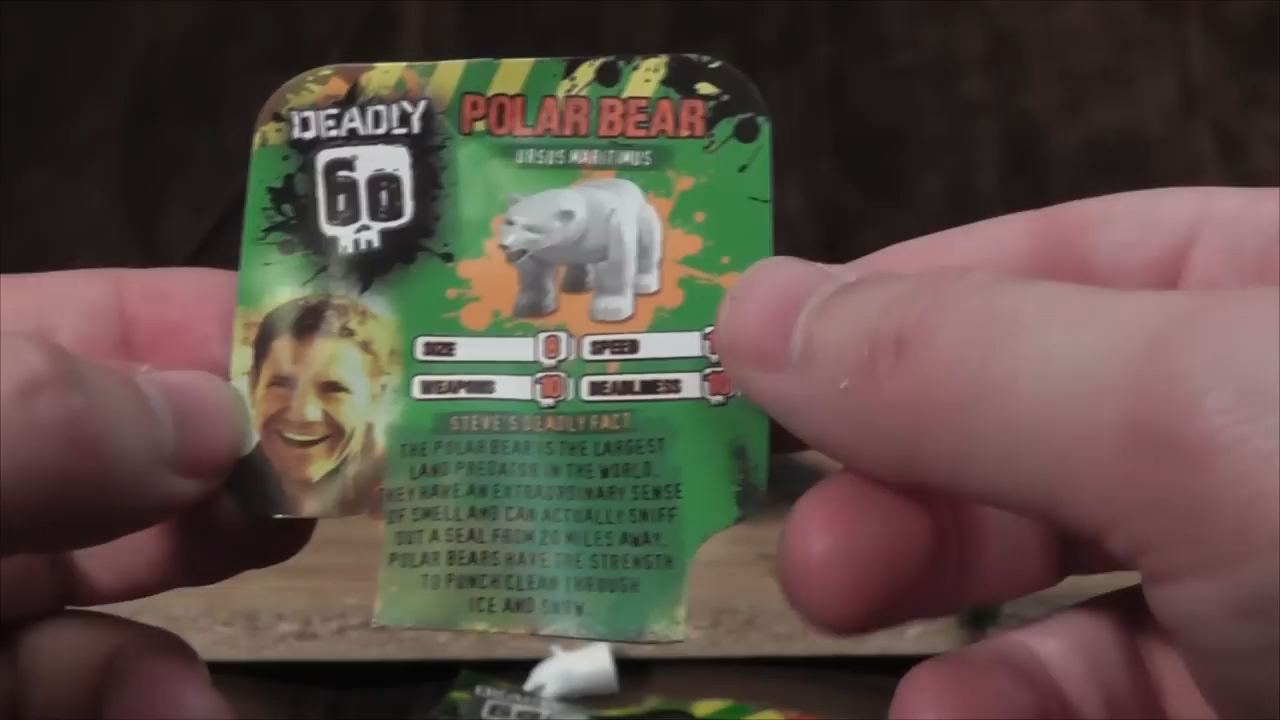 DEADLY
60
POLAR BEAR
URSUS MARITIMUS
SIZE 8 SPEED
WEAPONS 10 DEADLINESS 10
STEVE'S DEADLY FACT
THE POLAR BEAR IS THE LARGEST
LAND PREDATOR IN THE WORLD.
THEY HAVE AN EXTRAORDINARY SENSE
OF SMELL AND CAN ACTUALLY SNIFF
OUT A SEAL FROM 20 MILES AWAY.
POLAR BEARS HAVE THE STRENGTH
TO PUNCH CLEAN THROUGH
ICE AND SNOW.